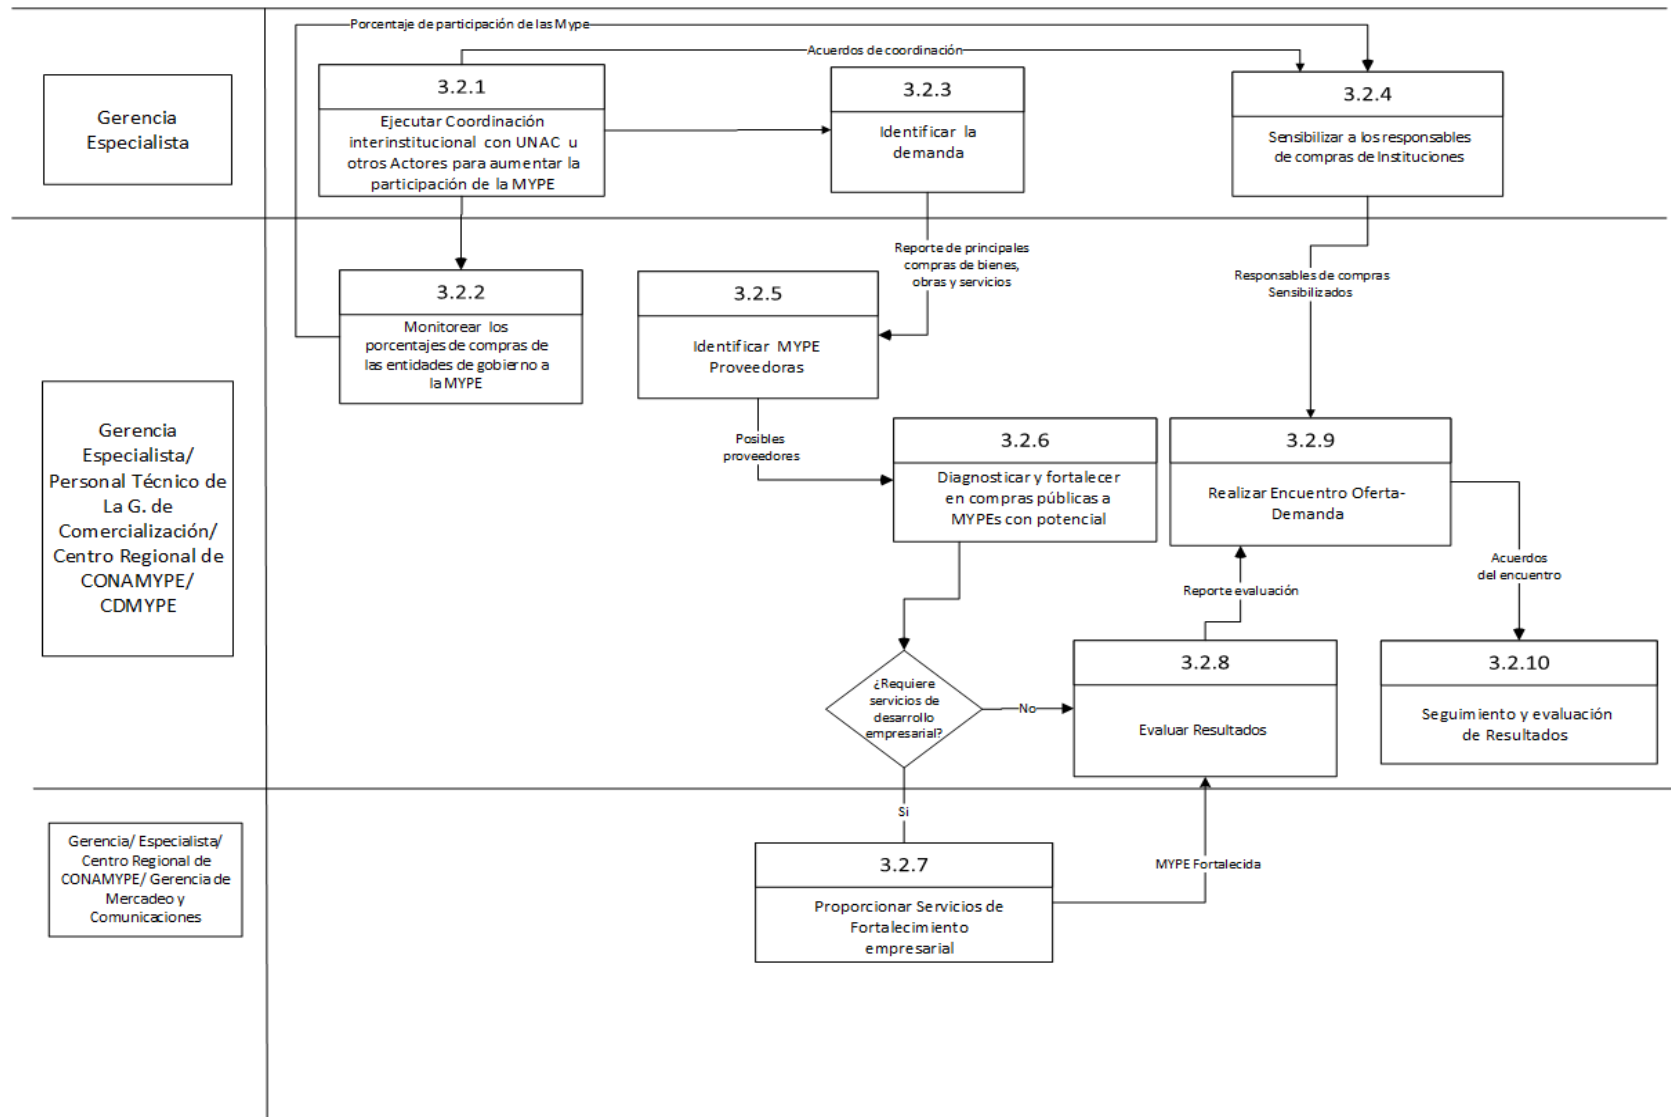 Porcentaje de participación de las Mype
Acuerdos de coordinación
Gerencia
Especialista
3.2.1
Ejecutar Coordinación
interinstitucional con UNAC u
otros Actores para aumentar la
participación de la MYPE
3.2.3
Identificar la
demanda
3.2.4
Sensibilizar a los responsables
de compras de Instituciones
Reporte de principales
compras de bienes,
obras y servicios
Responsables de compras
Sensibilizados
Gerencia
Especialista/
Personal Técnico de
La G. de
Comercialización/
Centro Regional de
CONAMYPE/
CDMYPE
3.2.2
Monitorear los
porcentajes de compras de
las entidades de gobierno a
la MYPE
3.2.5
Identificar MYPE
Proveedoras
Posibles
proveedores
3.2.6
Diagnosticar y fortalecer
en compras públicas a
MYPEs con potencial
3.2.9
Realizar Encuentro Oferta-
Demanda
Acuerdos
del encuentro
Reporte evaluación
¿Requiere
servicios de
desarrollo
empresarial?
No
3.2.8
Evaluar Resultados
3.2.10
Seguimiento y evaluación
de Resultados
Si
Gerencia/ Especialista/
Centro Regional de
CONAMYPE/ Gerencia de
Mercadeo y
Comunicaciones
3.2.7
Proporcionar Servicios de
Fortalecimiento
empresarial
MYPE Fortalecida